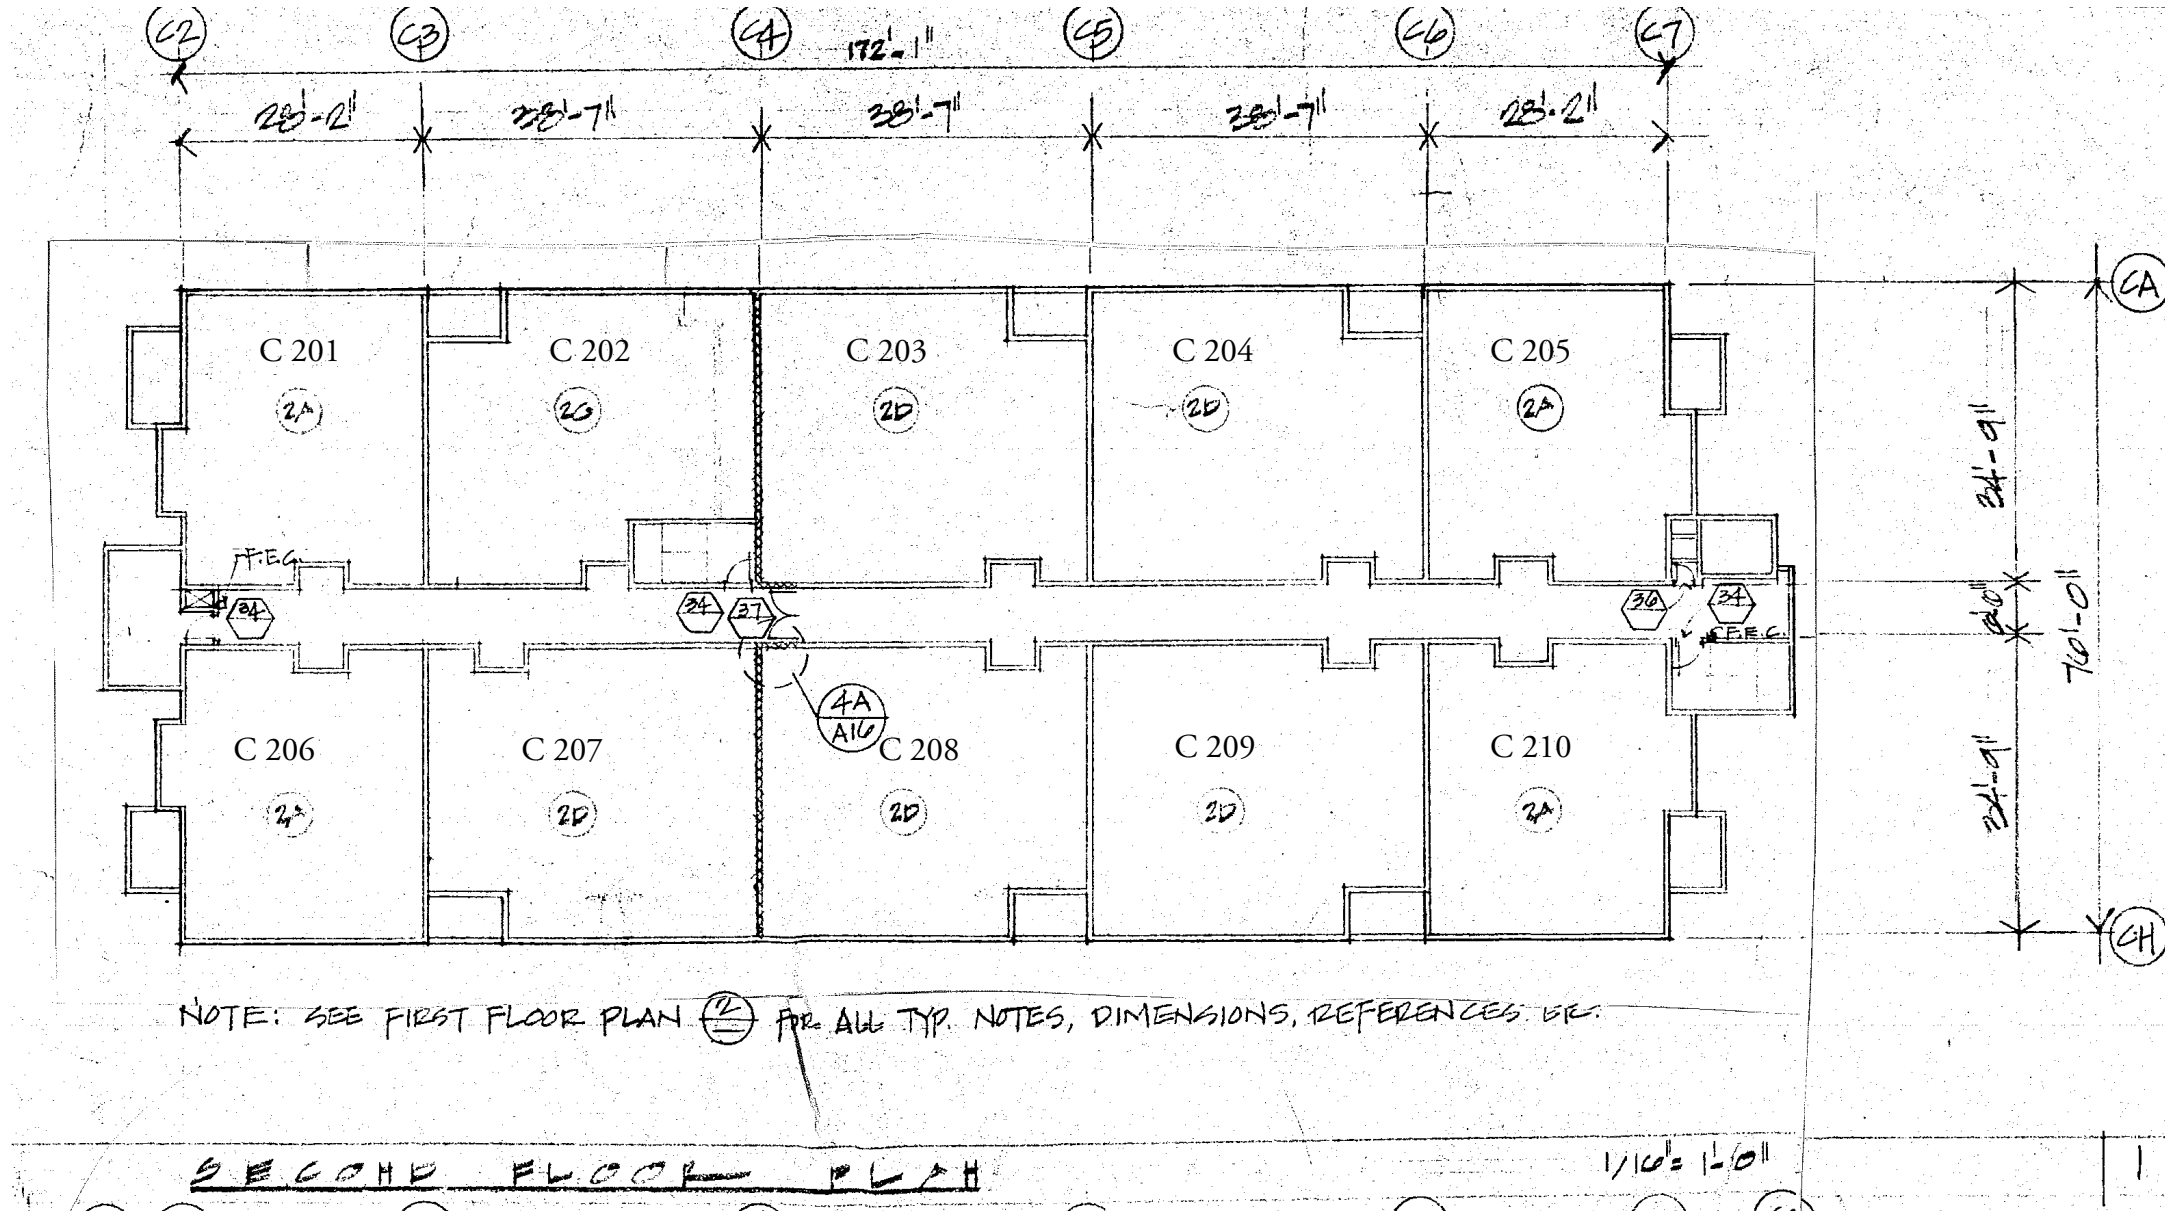 C2 C3 C4 C5 C6 C7
172'-1"
28'-2" 38'-7" 38'-7" 38'-7" 28'-2"
CA
C 201 C 202 C 203 C 204 C 205
2A 2G 2D 2D 2A
34'-9"
F.E.C.
34 34 37 36 34
F.E.C.
6'-0"
76'-0"
4A
A16
C 206 C 207 C 208 C 209 C 210
2A 2D 2D 2D 2A
34'-9"
CH
NOTE: SEE FIRST FLOOR PLAN 2 FOR ALL TYP. NOTES, DIMENSIONS, REFERENCES ETC.
SECOND FLOOR PLAN
1/16"=1'-0"
1